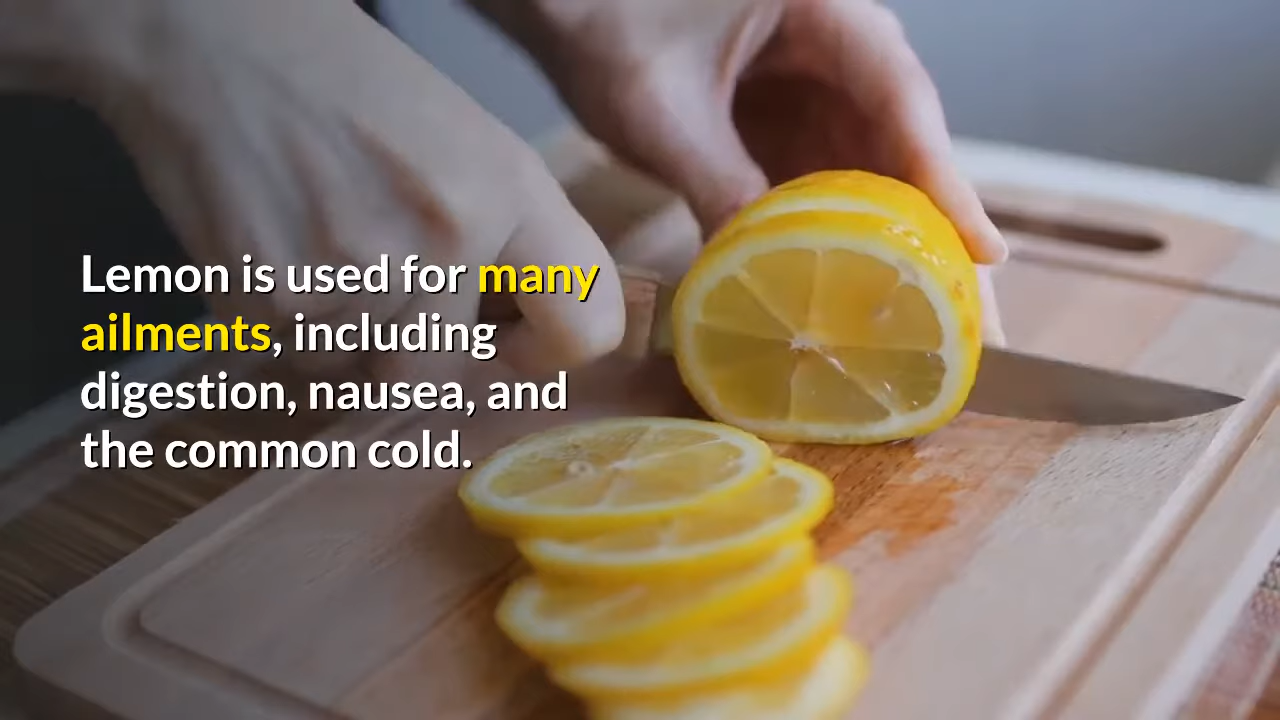 Lemon is used for many
ailments, including
digestion, nausea, and
the common cold.